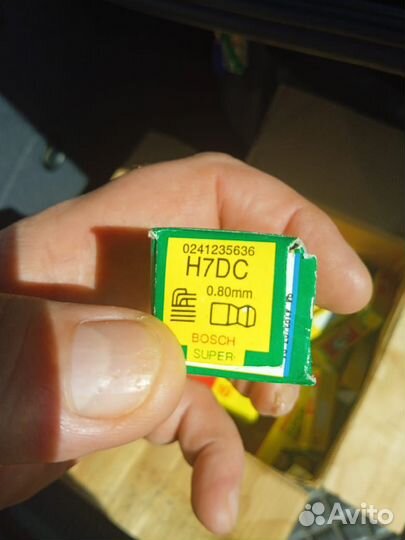 0241235636
H7DC
0.80mm
BOSCH
SUPER
Avito